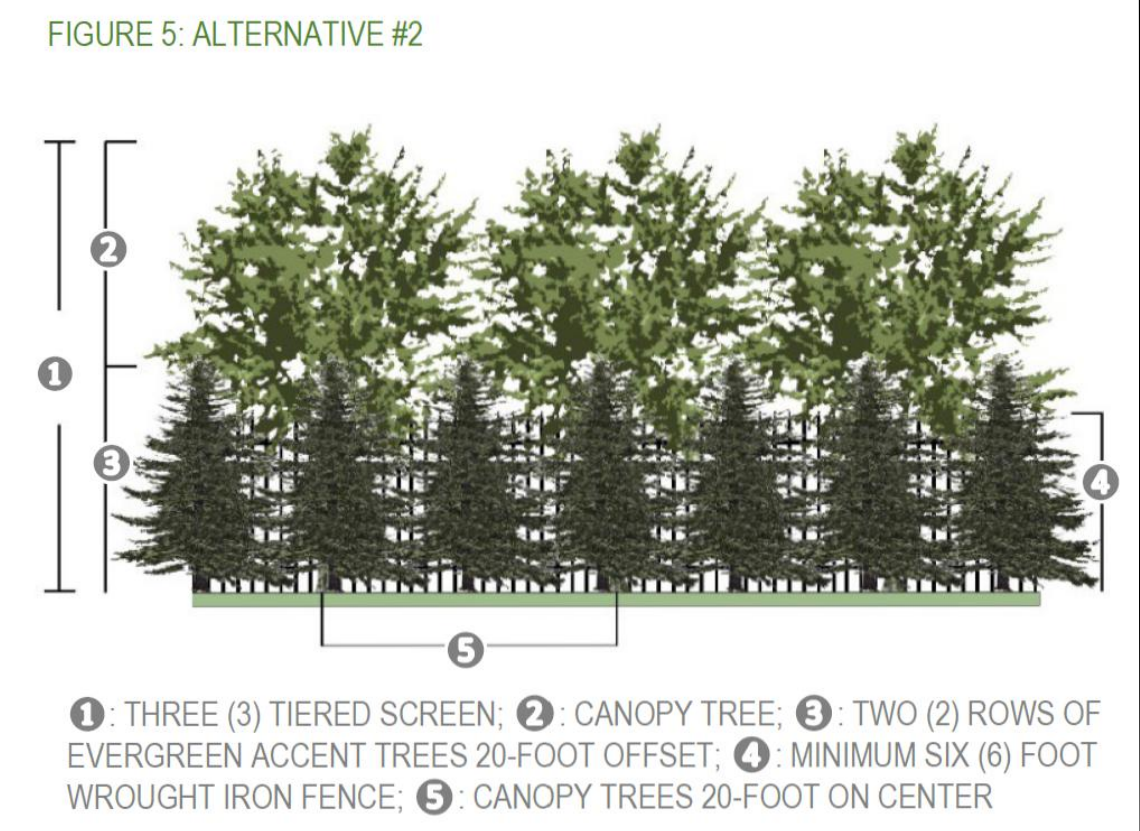 FIGURE 5: ALTERNATIVE #2
2
1
3
4
5
1: THREE (3) TIERED SCREEN; 2: CANOPY TREE; 3: TWO (2) ROWS OF
EVERGREEN ACCENT TREES 20-FOOT OFFSET; 4: MINIMUM SIX (6) FOOT
WROUGHT IRON FENCE; 5: CANOPY TREES 20-FOOT ON CENTER